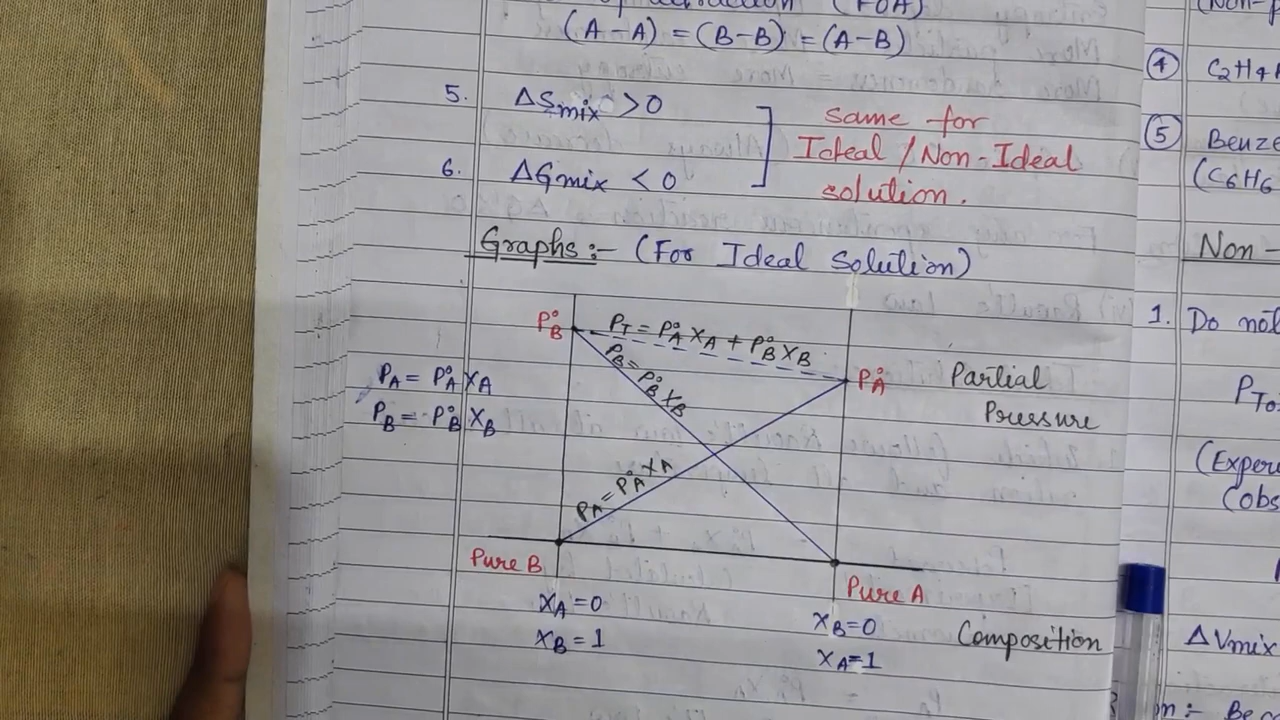 (FOA)
(A-A) = (B-B) = (A-B)
5. ΔSmix > 0
6. ΔGmix < 0
same for
Ideal / Non-Ideal
solution.
Graphs :- (For Ideal Solution)
P°B
PT = P°A XA + P°B XB
PB = P°B XB
PA = P°A XA
P°A
Partial
Pressure
PA = P°A XA
PB = P°B XB
Pure B
Pure A
XA = 0
XB = 1
XB = 0
XA = 1
Composition
④ C2H4
⑤ Benze
(C6H6
Non -
1. Do not
PTo
(Exper
(obs
ΔVmix
:- Be